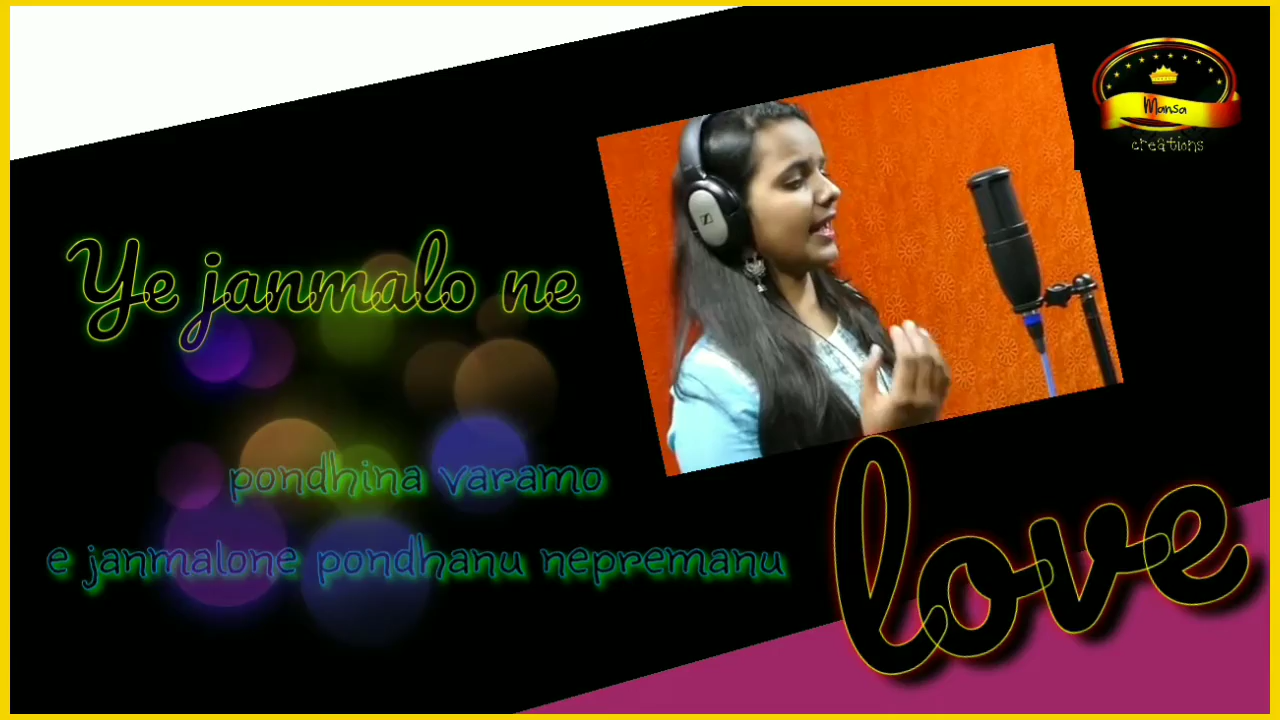 Mansa
creations
Ye janmalo ne
pondhina varamo
e janmalone pondhanu nepremanu
love